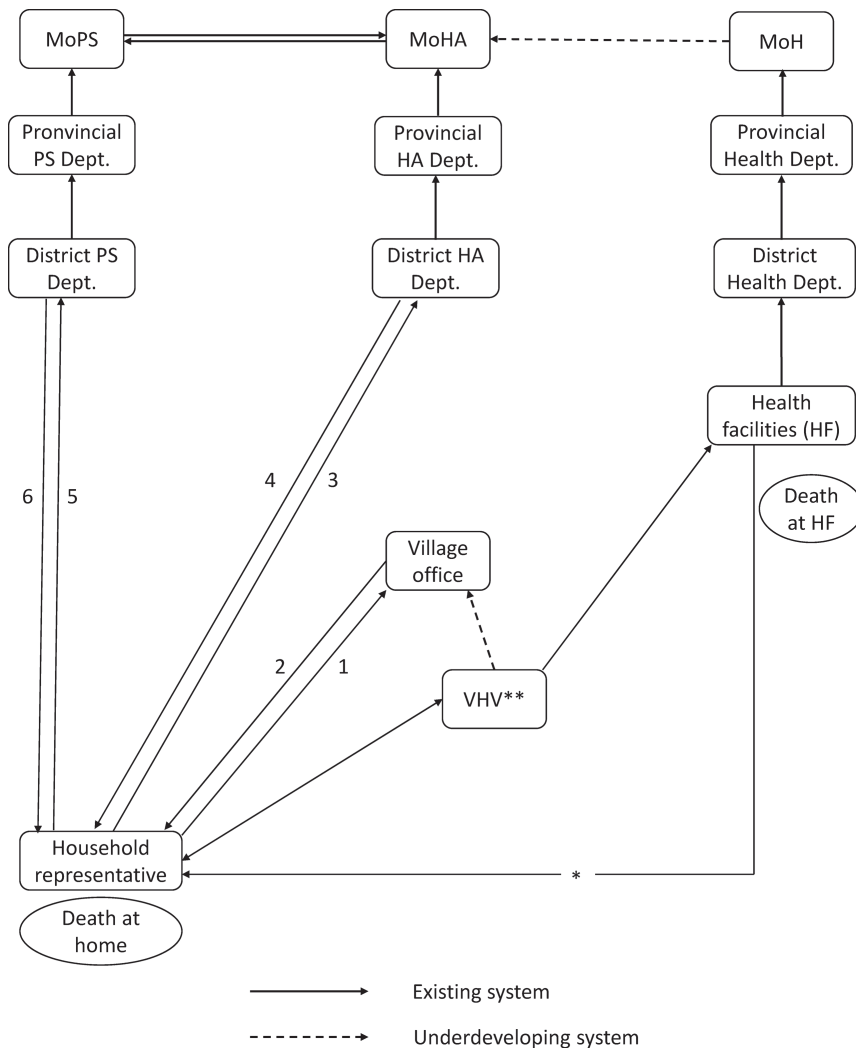 MoPS
MoHA
MoH
Pronvincial
PS Dept.
Provincial
HA Dept.
Provincial
Health Dept.
District PS
Dept.
District HA
Dept.
District
Health Dept.
Health
facilities (HF)
Death
at HF
6
5
4
3
Village
office
2
1
VHV**
Household
representative
*
Death at
home
Existing system
Underdeveloping system